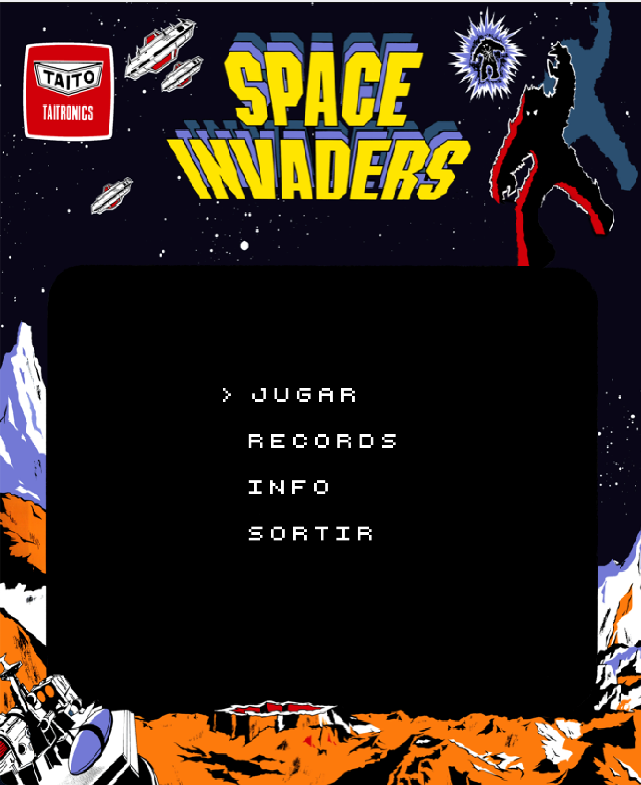 TAITO
TAITRONICS
SPACE
INVADERS
> JUGAR
RECORDS
INFO
SORTIR